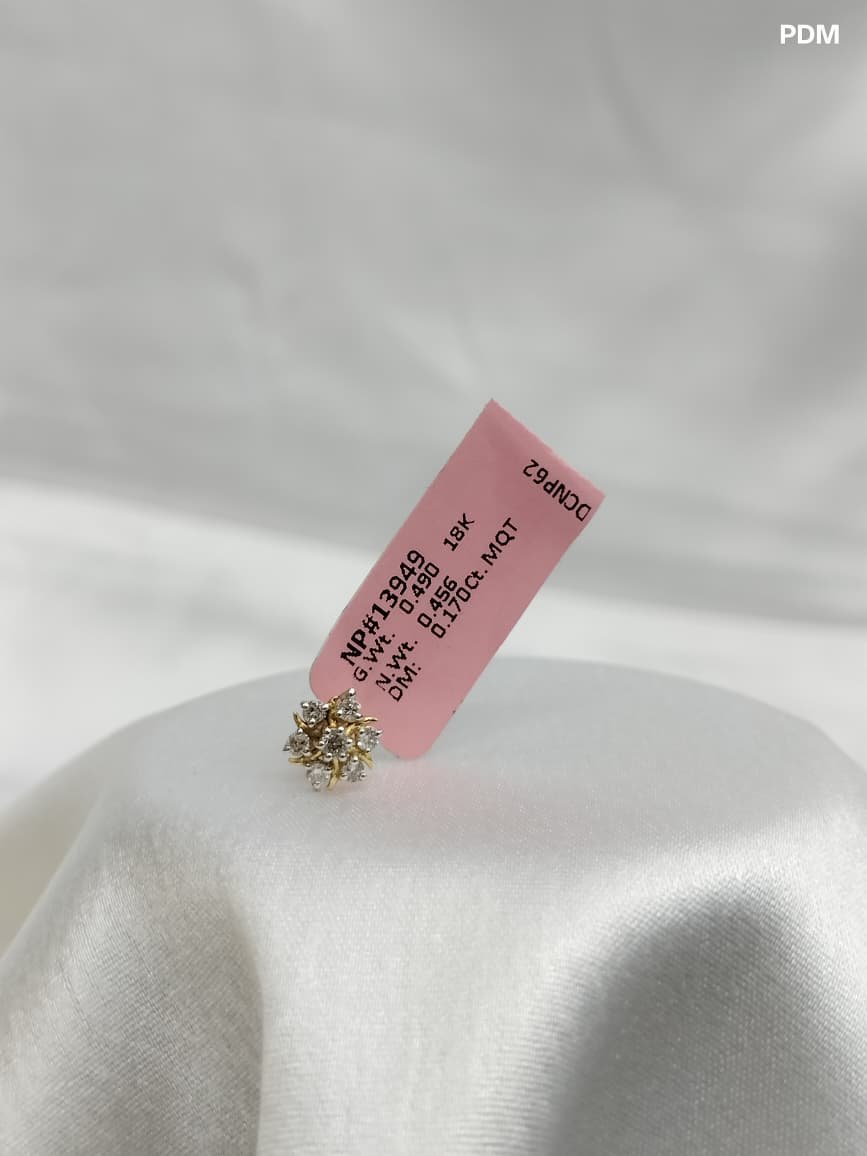 PDM
DCNP62
NP#13949
G.Wt. 0.490 18K
N.Wt. 0.456
DM: 0.170Ct. MQT